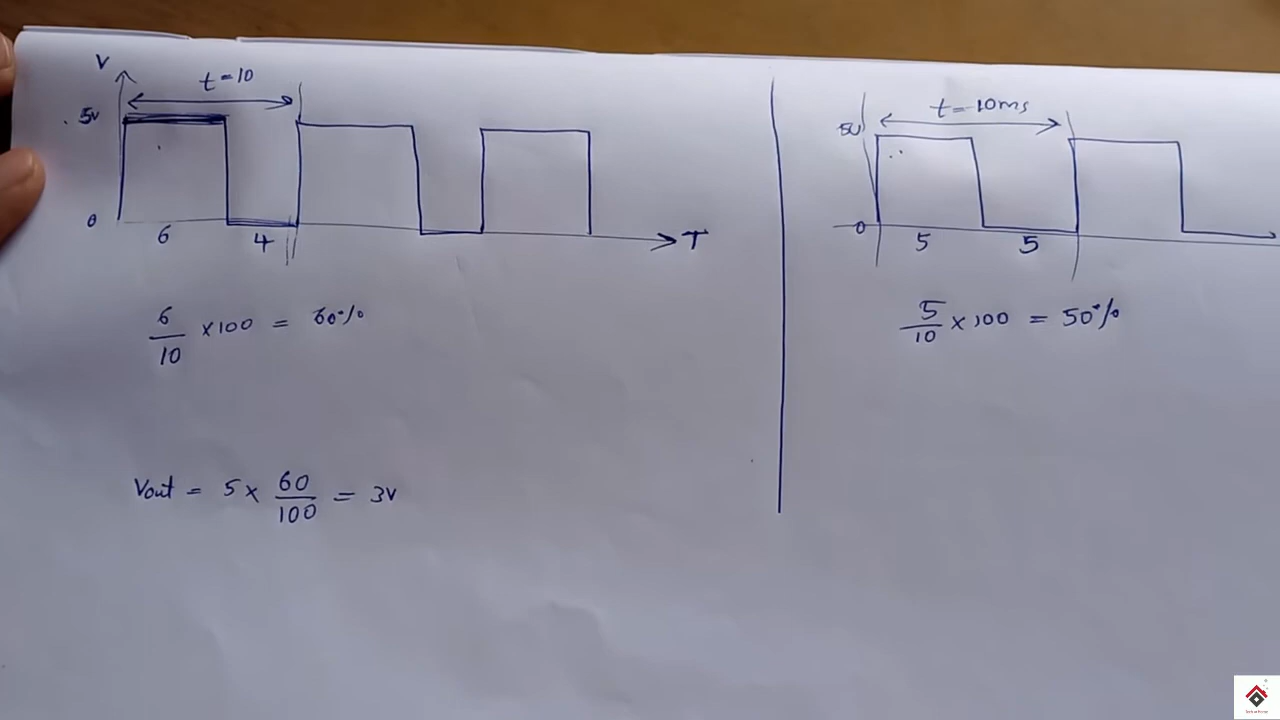 V
t=10
5v
0
6
4
T
6/10 ×100 = 60%
Vout = 5 × 60/100 = 3V
t=10ms
5V
0
5
5
5/10 ×100 = 50%